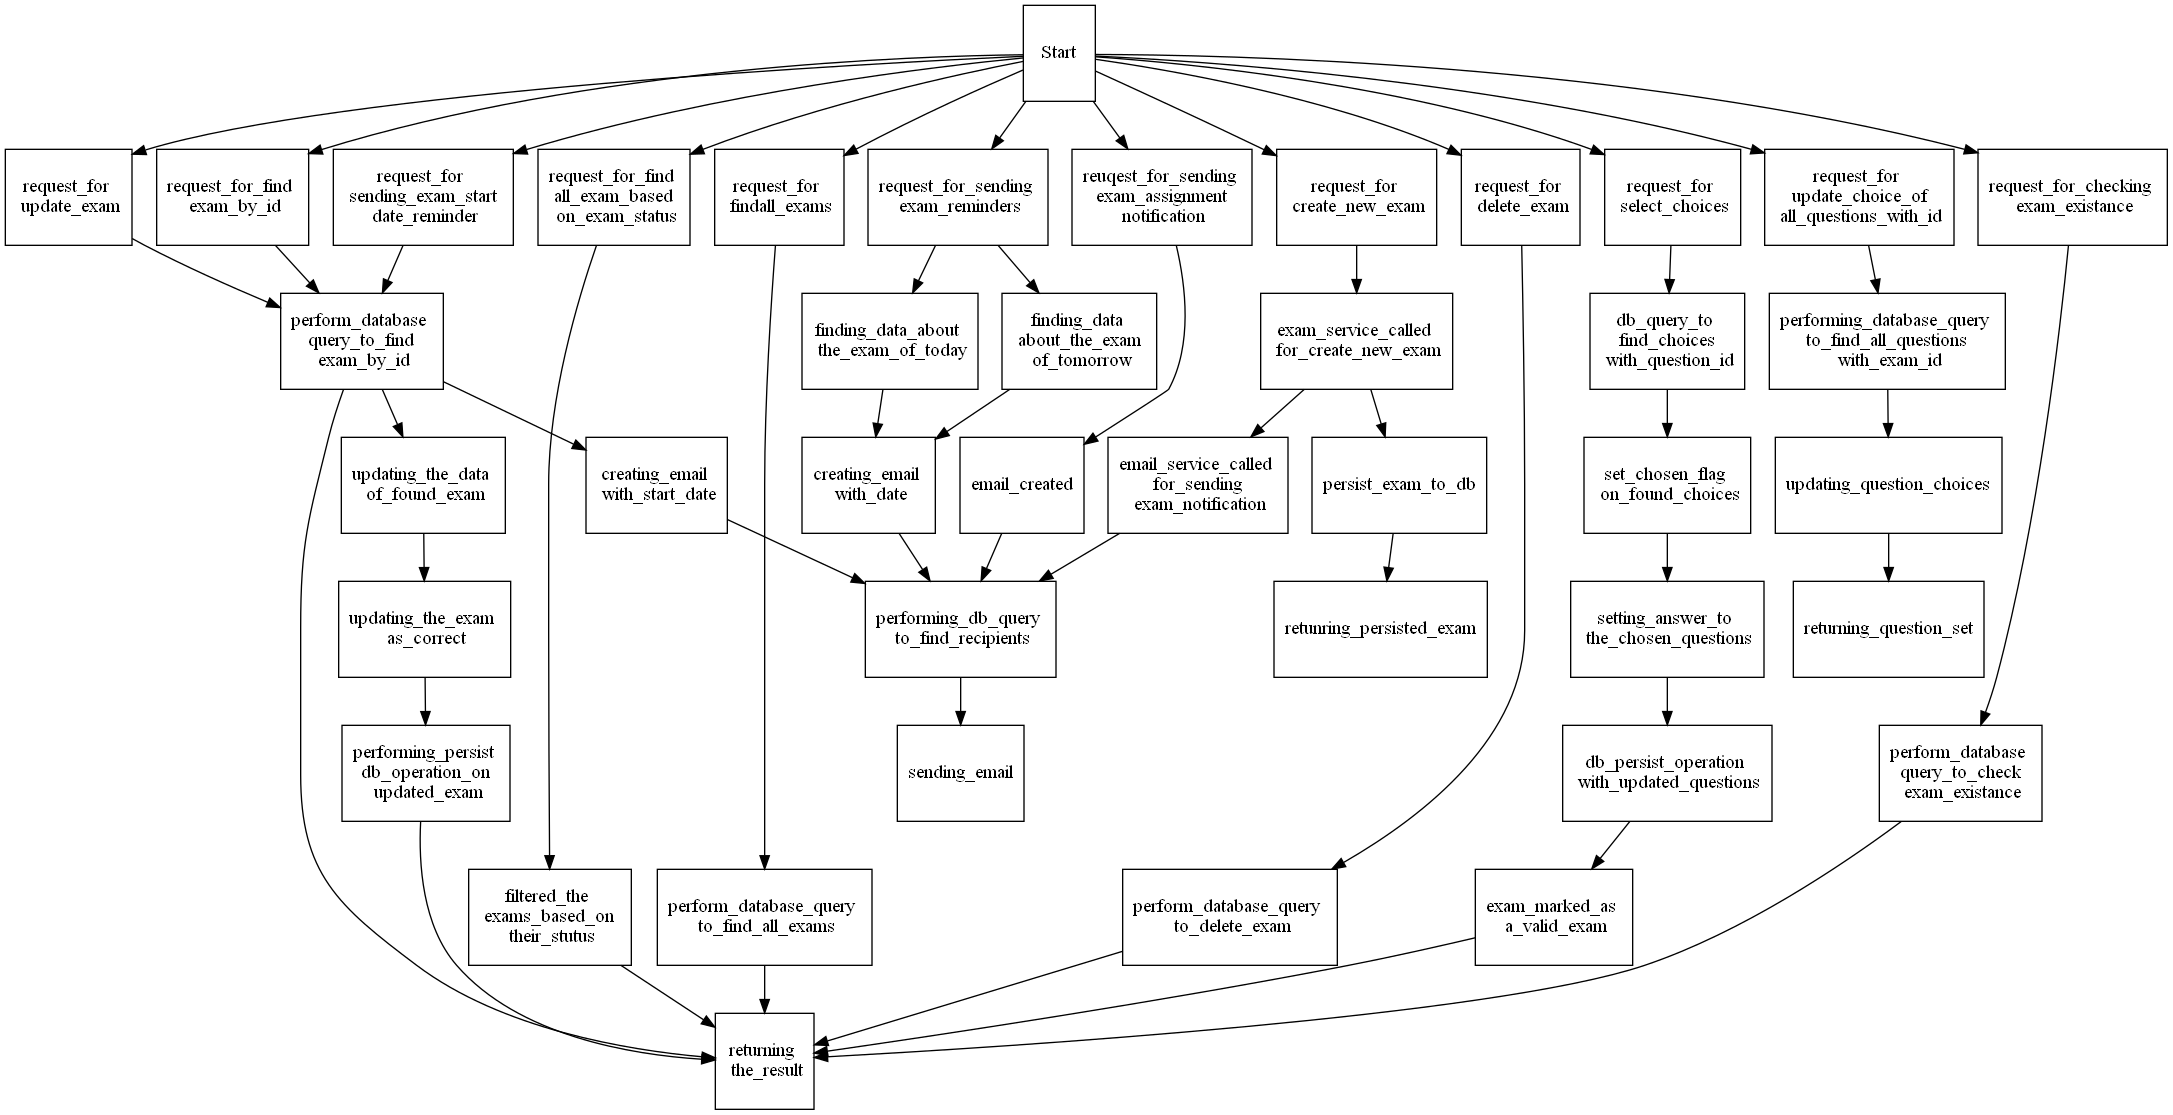 Start
request_for
update_exam
request_for_find
exam_by_id
request_for
sending_exam_start
date_reminder
request_for_find
all_exam_based
on_exam_status
request_for
findall_exams
request_for_sending
exam_reminders
reuqest_for_sending
exam_assignment
notification
request_for
create_new_exam
request_for
delete_exam
request_for
select_choices
request_for
update_choice_of
all_questions_with_id
request_for_checking
exam_existance
perform_database
query_to_find
exam_by_id
finding_data_about
the_exam_of_today
finding_data
about_the_exam
of_tomorrow
exam_service_called
for_create_new_exam
db_query_to
find_choices
with_question_id
performing_database_query
to_find_all_questions
with_exam_id
updating_the_data
of_found_exam
creating_email
with_start_date
creating_email
with_date
email_created
email_service_called
for_sending
exam_notification
persist_exam_to_db
set_chosen_flag
on_found_choices
updating_question_choices
updating_the_exam
as_correct
performing_db_query
to_find_recipients
retunring_persisted_exam
setting_answer_to
the_chosen_questions
returning_question_set
performing_persist
db_operation_on
updated_exam
sending_email
db_persist_operation
with_updated_questions
perform_database
query_to_check
exam_existance
filtered_the
exams_based_on
their_stutus
perform_database_query
to_find_all_exams
perform_database_query
to_delete_exam
exam_marked_as
a_valid_exam
returning
the_result